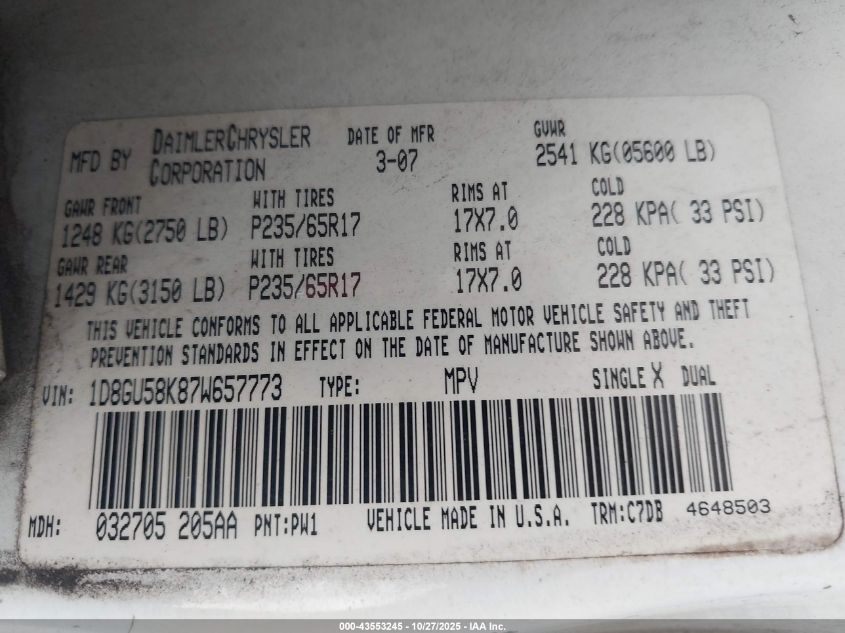 MFD BY DAIMLERCHRYSLER CORPORATION DATE OF MFR 3-07 GVWR 2541 KG(05600 LB)
GAWR FRONT WITH TIRES RIMS AT COLD
1248 KG(2750 LB) P235/65R17 17X7.0 228 KPA( 33 PSI)
GAWR REAR WITH TIRES RIMS AT COLD
1429 KG(3150 LB) P235/65R17 17X7.0 228 KPA( 33 PSI)
THIS VEHICLE CONFORMS TO ALL APPLICABLE FEDERAL MOTOR VEHICLE SAFETY AND THEFT
PREVENTION STANDARDS IN EFFECT ON THE DATE OF MANUFACTURE SHOWN ABOVE.
VIN: 1D8GU58K87W657773 TYPE: MPV SINGLE X DUAL
MDH: 032705 205AA PNT:PW1 VEHICLE MADE IN U.S.A. TRM:C7DB 4648503
000-43553245 - 10/27/2025 - IAA Inc.